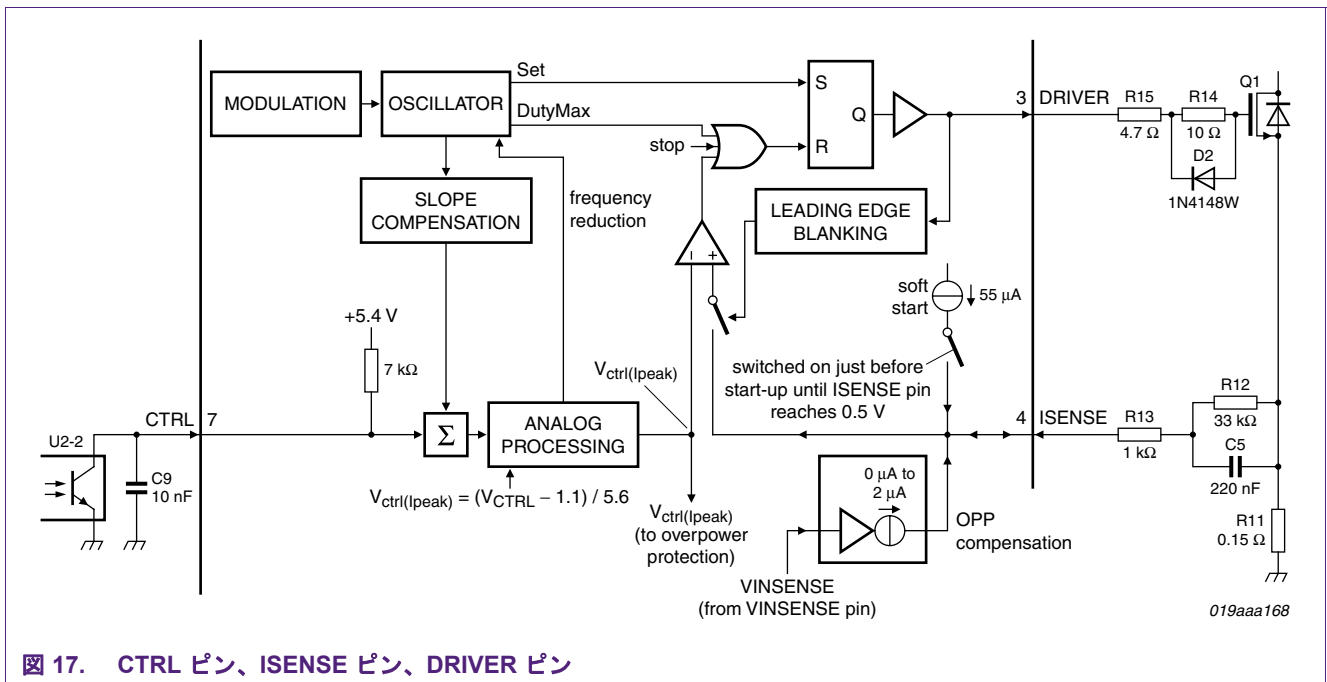 MODULATION
OSCILLATOR
Set
DutyMax
stop
S
R
Q
3
DRIVER
R15
4.7 Ω
R14
10 Ω
D2
1N4148W
Q1
SLOPE
COMPENSATION
frequency
reduction
LEADING EDGE
BLANKING
soft
start
55 μA
+5.4 V
7 kΩ
Vctrl(Ipeak)
switched on just before
start-up until ISENSE pin
reaches 0.5 V
CTRL
7
U2-2
C9
10 nF
Σ
ANALOG
PROCESSING
Vctrl(Ipeak) = (VCTRL − 1.1) / 5.6
Vctrl(Ipeak)
(to overpower
protection)
4
ISENSE
R13
1 kΩ
R12
33 kΩ
C5
220 nF
R11
0.15 Ω
0 μA to
2 μA
OPP
compensation
VINSENSE
(from VINSENSE pin)
019aaa168
図 17. CTRL ピン、ISENSE ピン、DRIVER ピン